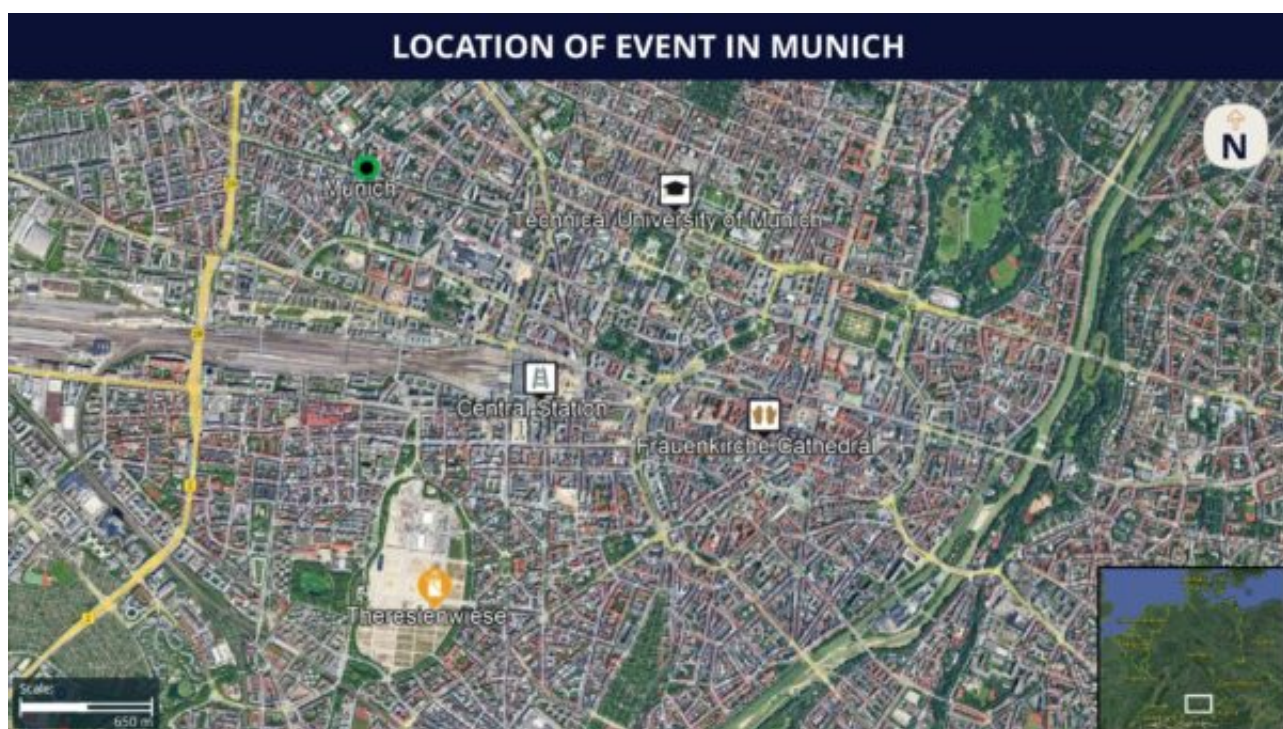 LOCATION OF EVENT IN MUNICH
N
Munich
Technical University of Munich
Central Station
Frauenkirche Cathedral
Theresienwiese
Scale:
650 m